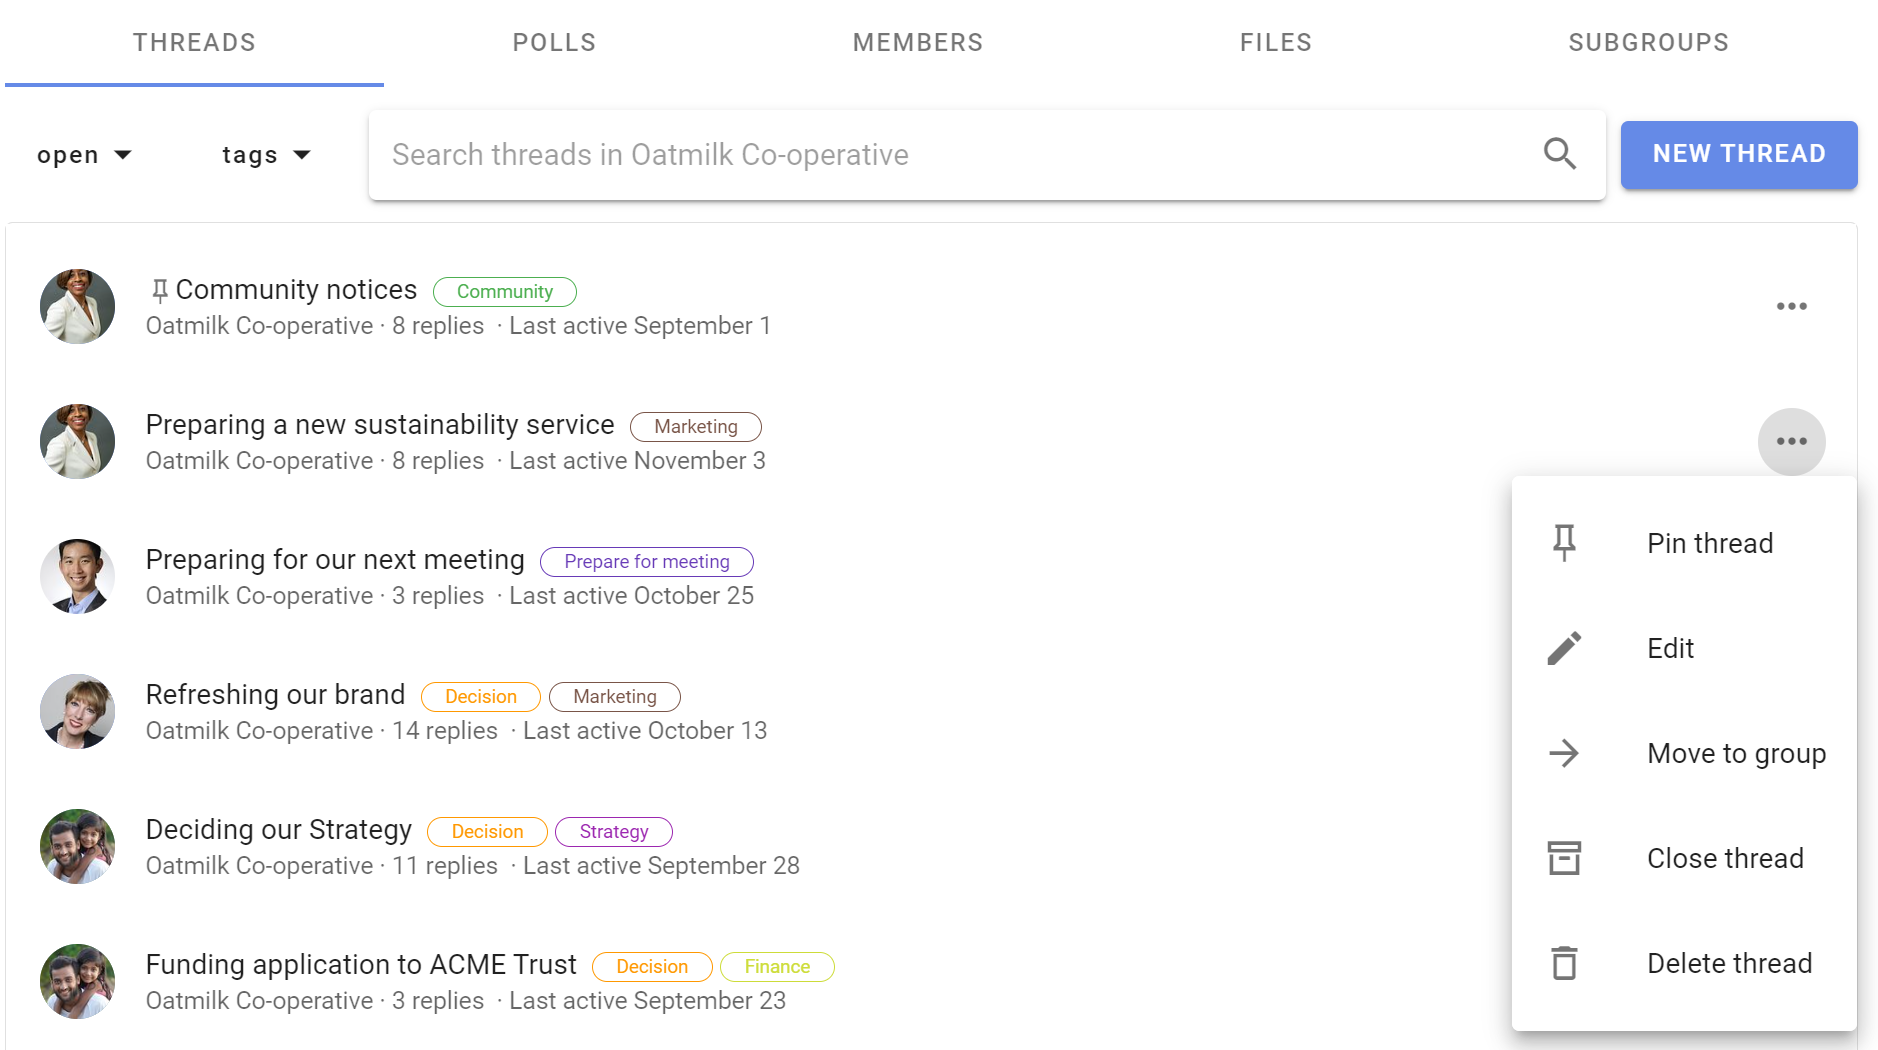 THREADS POLLS MEMBERS FILES SUBGROUPS
open tags Search threads in Oatmilk Co-operative NEW THREAD
Community notices Community
Oatmilk Co-operative · 8 replies · Last active September 1
Preparing a new sustainability service Marketing
Oatmilk Co-operative · 8 replies · Last active November 3
Preparing for our next meeting Prepare for meeting
Oatmilk Co-operative · 3 replies · Last active October 25
Refreshing our brand Decision Marketing
Oatmilk Co-operative · 14 replies · Last active October 13
Deciding our Strategy Decision Strategy
Oatmilk Co-operative · 11 replies · Last active September 28
Funding application to ACME Trust Decision Finance
Oatmilk Co-operative · 3 replies · Last active September 23
Pin thread
Edit
Move to group
Close thread
Delete thread